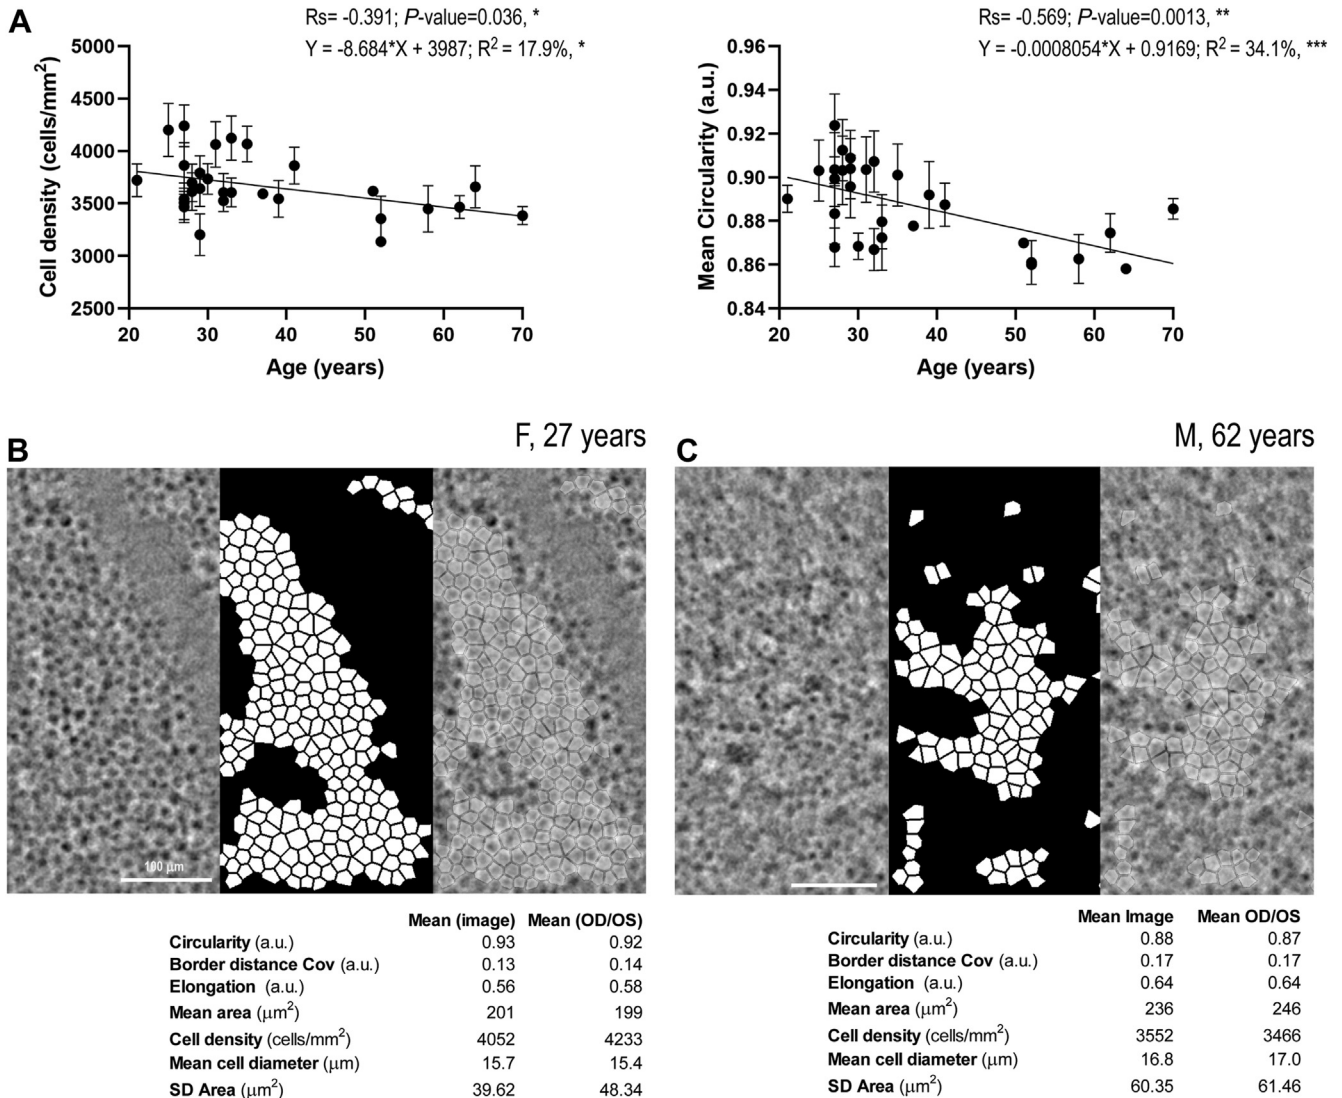 A
Rs= -0.391; P-value=0.036, *
Y = -8.684*X + 3987; R2 = 17.9%, *
5000
4500
4000
3500
3000
2500
Cell density (cells/mm2)
20 30 40 50 60 70
Age (years)
Rs= -0.569; P-value=0.0013, **
Y = -0.0008054*X + 0.9169; R2 = 34.1%, ***
0.96
0.94
0.92
0.90
0.88
0.86
0.84
Mean Circularity (a.u.)
20 30 40 50 60 70
Age (years)
B
F, 27 years
100 μm
Mean (image) Mean (OD/OS)
Circularity (a.u.) 0.93 0.92
Border distance Cov (a.u.) 0.13 0.14
Elongation (a.u.) 0.56 0.58
Mean area (μm2) 201 199
Cell density (cells/mm2) 4052 4233
Mean cell diameter (μm) 15.7 15.4
SD Area (μm2) 39.62 48.34
C
M, 62 years
Mean Image Mean OD/OS
Circularity (a.u.) 0.88 0.87
Border distance Cov (a.u.) 0.17 0.17
Elongation (a.u.) 0.64 0.64
Mean area (μm2) 236 246
Cell density (cells/mm2) 3552 3466
Mean cell diameter (μm) 16.8 17.0
SD Area (μm2) 60.35 61.46